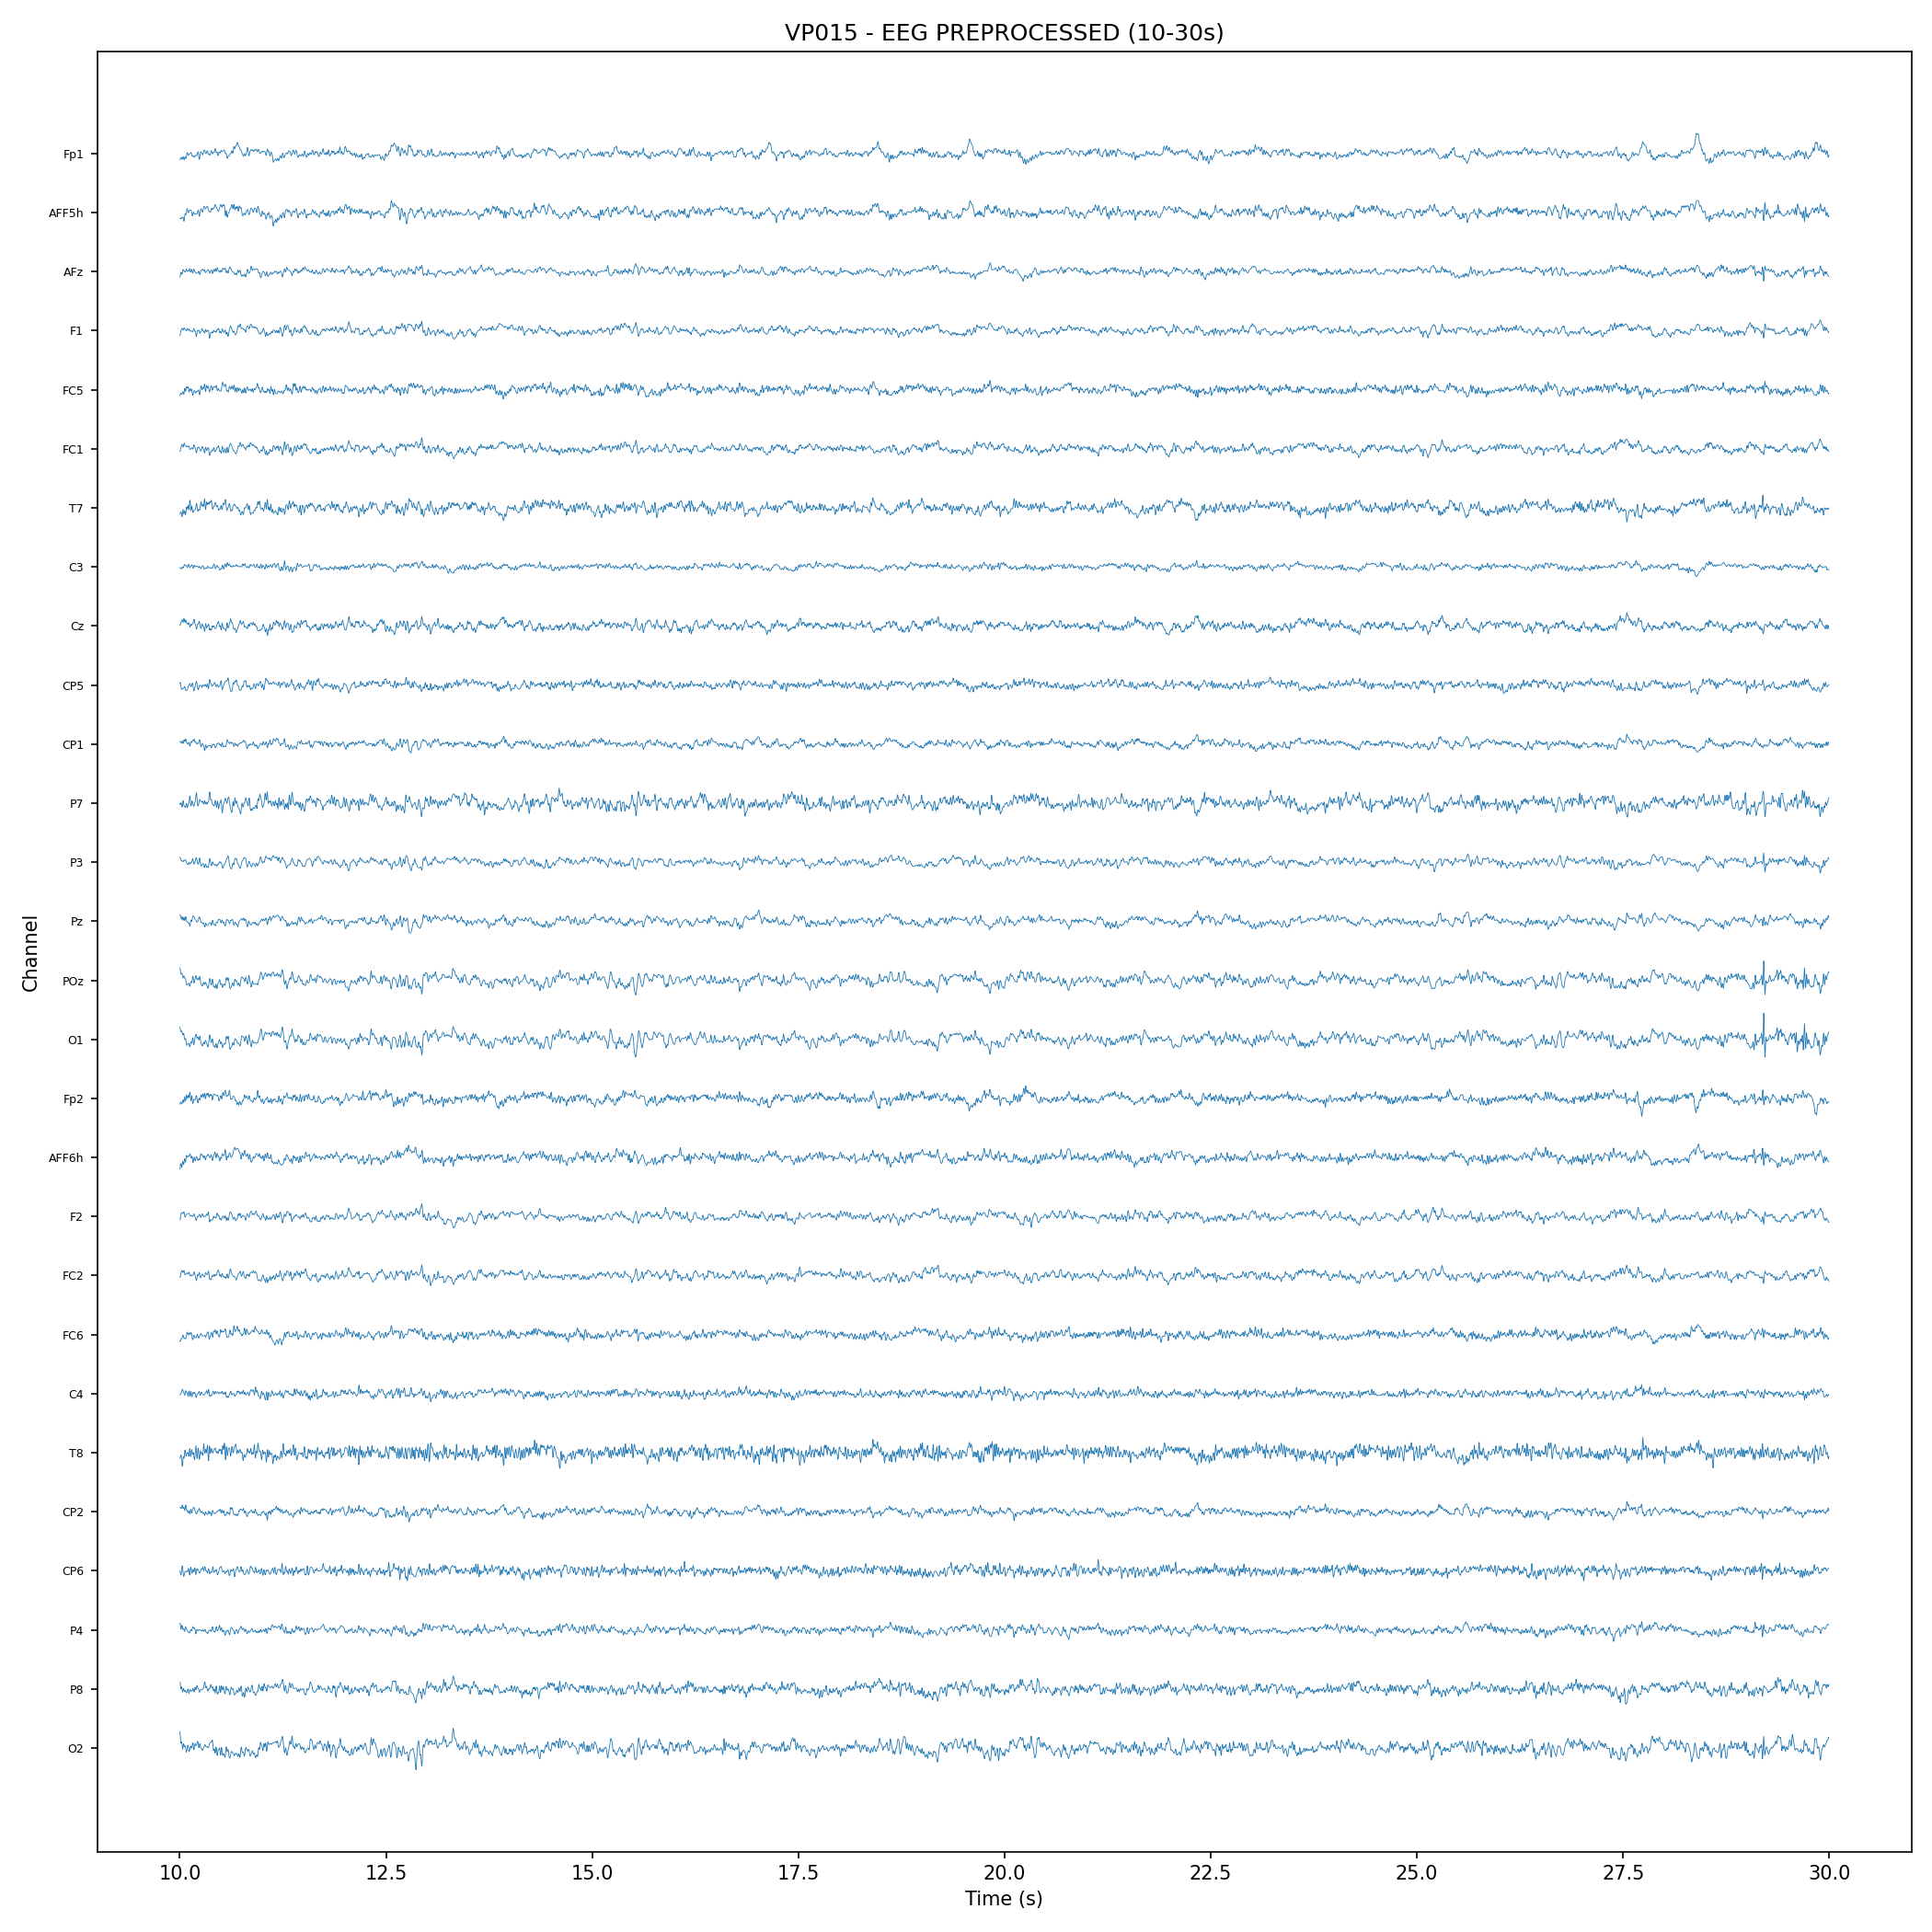 VP015 - EEG PREPROCESSED (10-30s)
Channel
Fp1
AFF5h
AFz
F1
FC5
FC1
T7
C3
Cz
CP5
CP1
P7
P3
Pz
POz
O1
Fp2
AFF6h
F2
FC2
FC6
C4
T8
CP2
CP6
P4
P8
O2
10.0 12.5 15.0 17.5 20.0 22.5 25.0 27.5 30.0
Time (s)